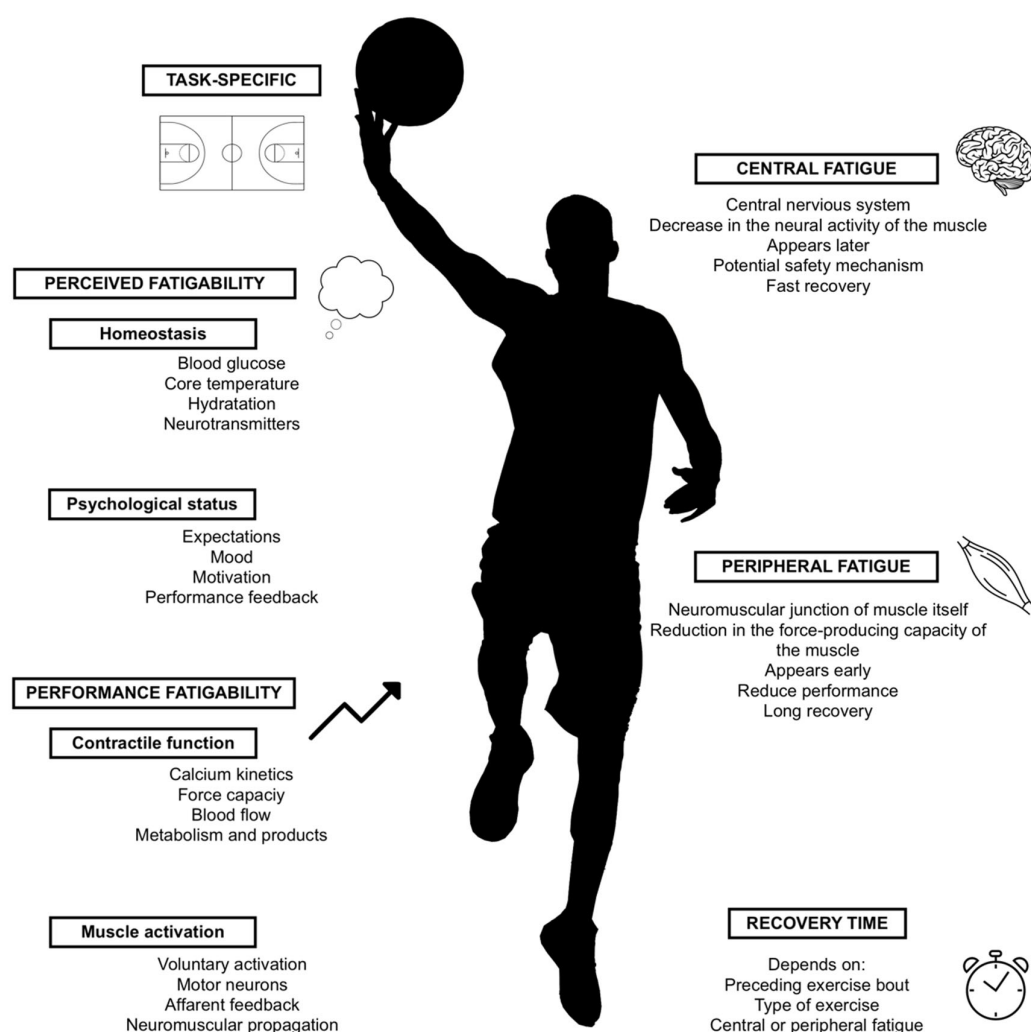 TASK-SPECIFIC
PERCEIVED FATIGABILITY
Homeostasis
Blood glucose
Core temperature
Hydratation
Neurotransmitters
Psychological status
Expectations
Mood
Motivation
Performance feedback
PERFORMANCE FATIGABILITY
Contractile function
Calcium kinetics
Force capaciy
Blood flow
Metabolism and products
Muscle activation
Voluntary activation
Motor neurons
Affarent feedback
Neuromuscular propagation
CENTRAL FATIGUE
Central nervious system
Decrease in the neural activity of the muscle
Appears later
Potential safety mechanism
Fast recovery
PERIPHERAL FATIGUE
Neuromuscular junction of muscle itself
Reduction in the force-producing capacity of
the muscle
Appears early
Reduce performance
Long recovery
RECOVERY TIME
Depends on:
Preceding exercise bout
Type of exercise
Central or peripheral fatigue